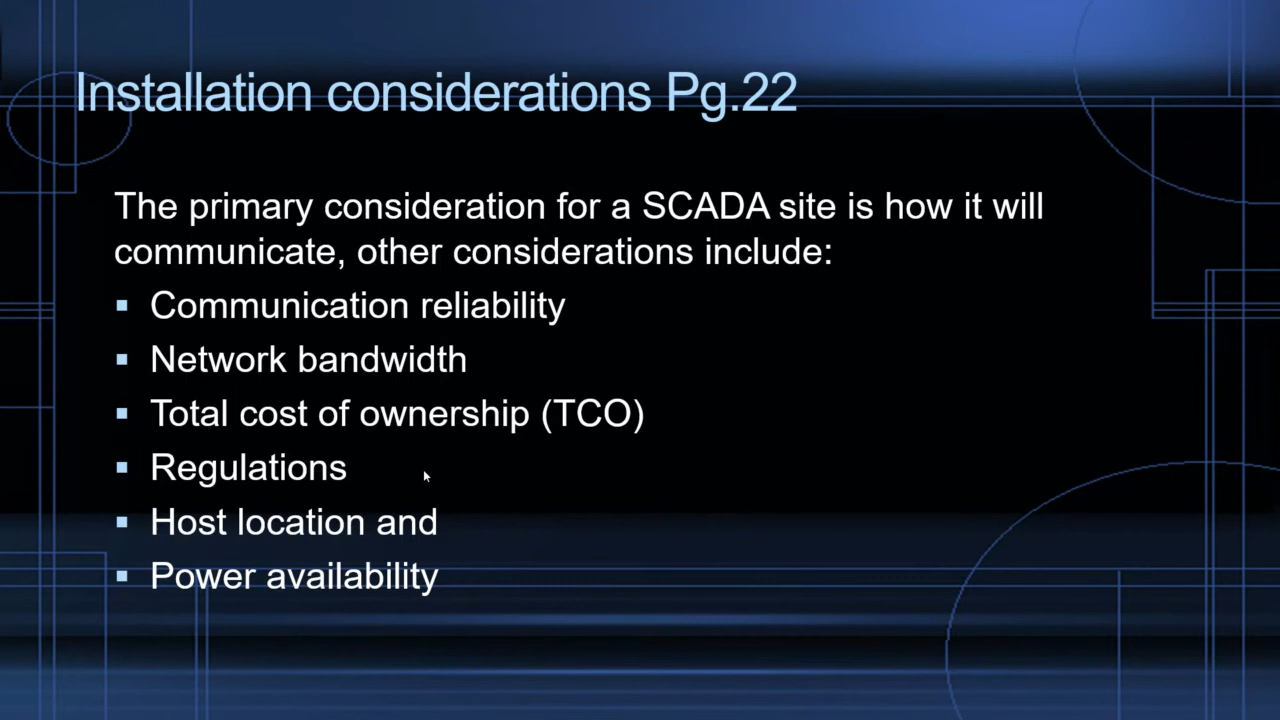 Installation considerations Pg.22
The primary consideration for a SCADA site is how it will
communicate, other considerations include:
Communication reliability
Network bandwidth
Total cost of ownership (TCO)
Regulations
Host location and
Power availability